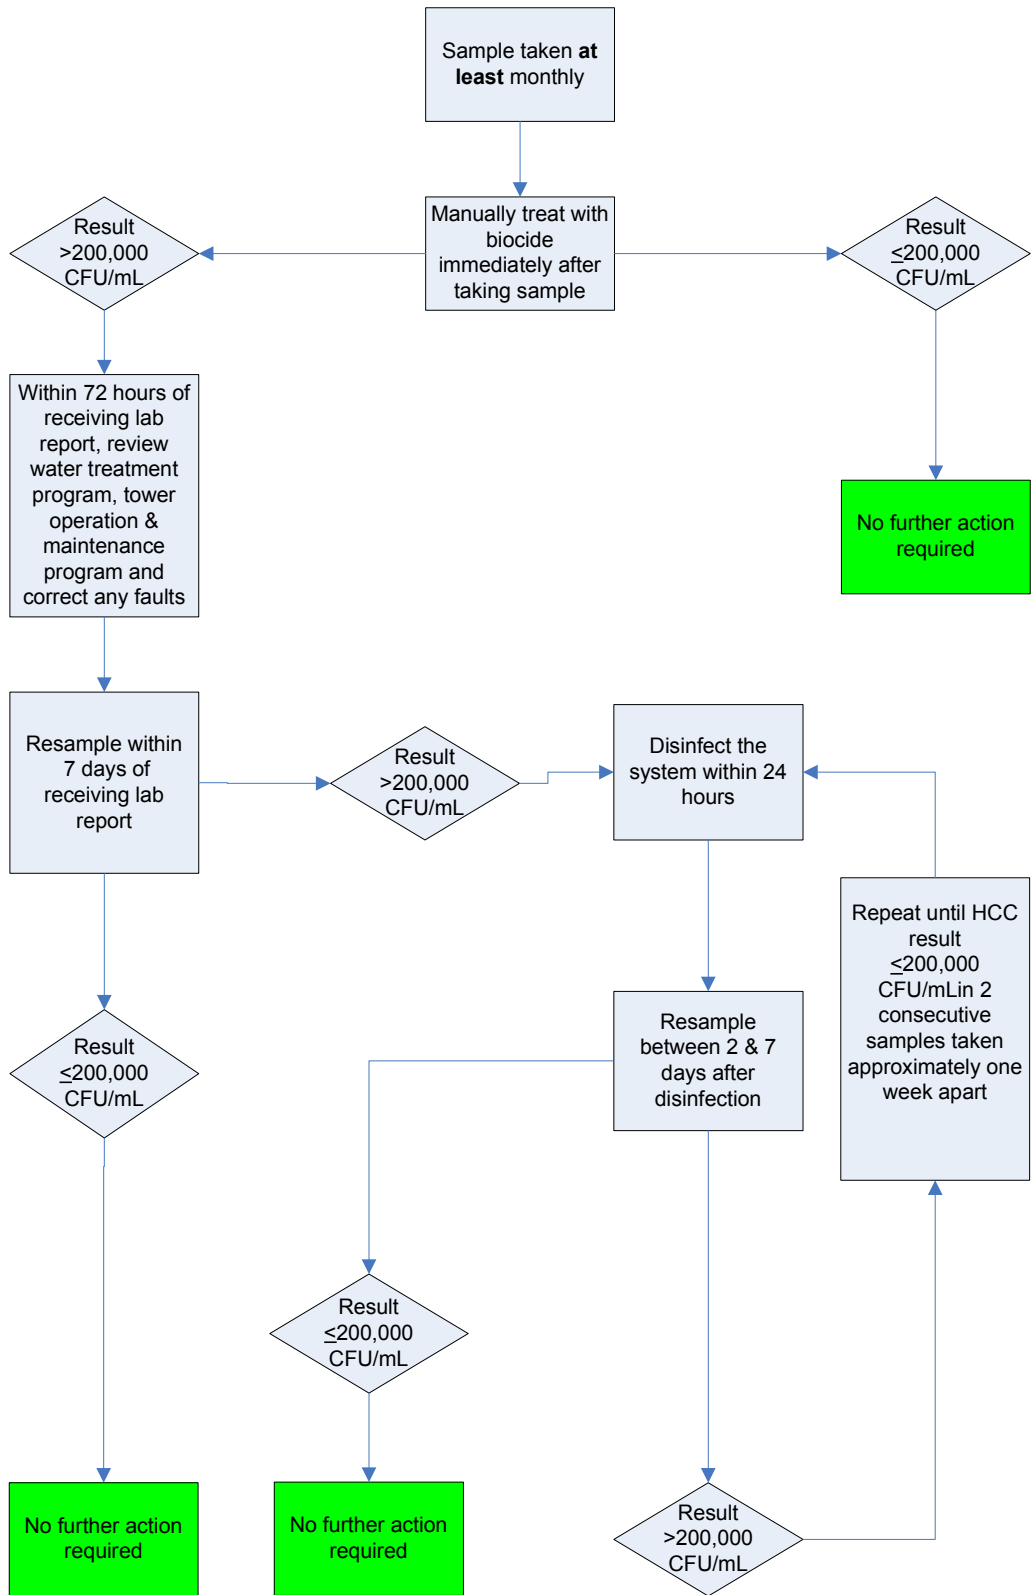 Sample taken at
least monthly
Result
>200,000
CFU/mL
Manually treat with
biocide
immediately after
taking sample
Result
≤200,000
CFU/mL
Within 72 hours of
receiving lab
report, review
water treatment
program, tower
operation &
maintenance
program and
correct any faults
No further action
required
Resample within
7 days of
receiving lab
report
Result
>200,000
CFU/mL
Disinfect the
system within 24
hours
Repeat until HCC
result
≤200,000
CFU/mLin 2
consecutive
samples taken
approximately one
week apart
Resample
between 2 & 7
days after
disinfection
Result
≤200,000
CFU/mL
Result
≤200,000
CFU/mL
No further action
required
No further action
required
Result
>200,000
CFU/mL